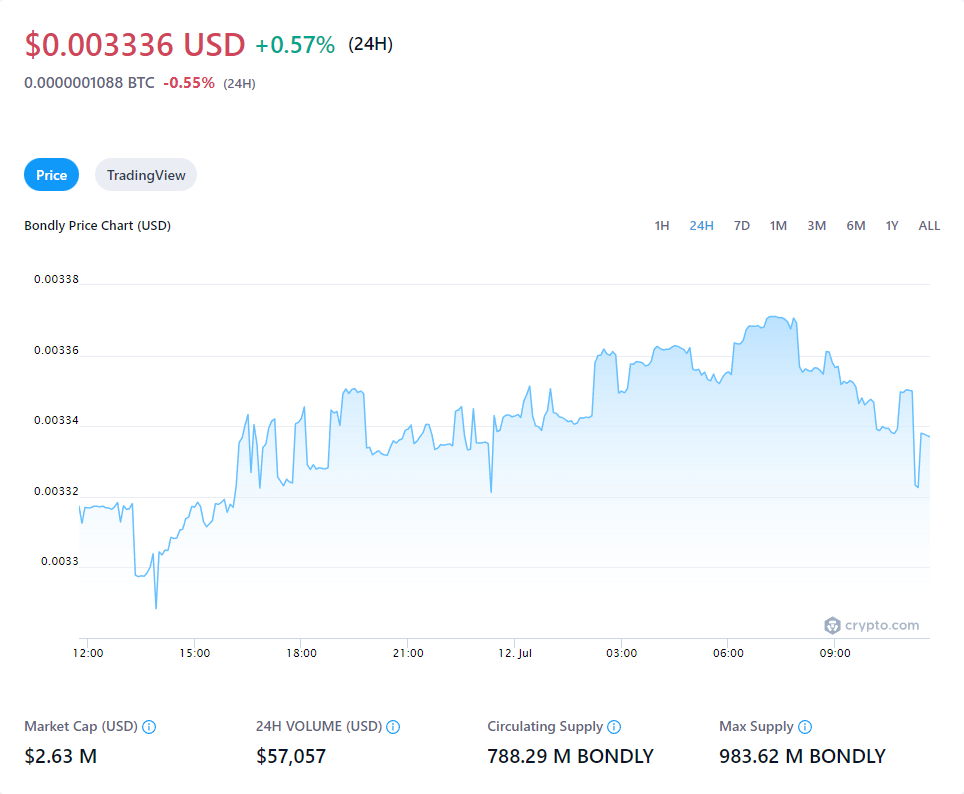 $0.003336 USD +0.57% (24H)
0.0000001088 BTC -0.55% (24H)
Price TradingView
Bondly Price Chart (USD) 1H 24H 7D 1M 3M 6M 1Y ALL
0.00338
0.00336
0.00334
0.00332
0.0033
crypto.com
12:00 15:00 18:00 21:00 12. Jul 03:00 06:00 09:00
Market Cap (USD) 24H VOLUME (USD) Circulating Supply Max Supply
$2.63 M $57,057 788.29 M BONDLY 983.62 M BONDLY